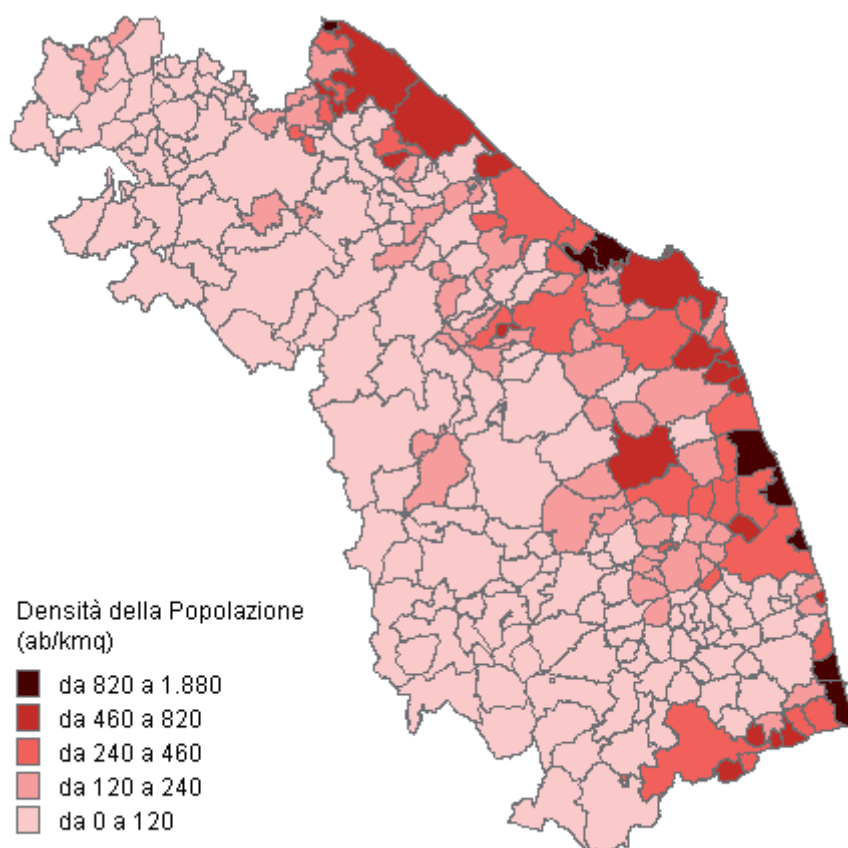 Densità della Popolazione
(ab/kmq)
da 820 a 1.880
da 460 a 820
da 240 a 460
da 120 a 240
da 0 a 120